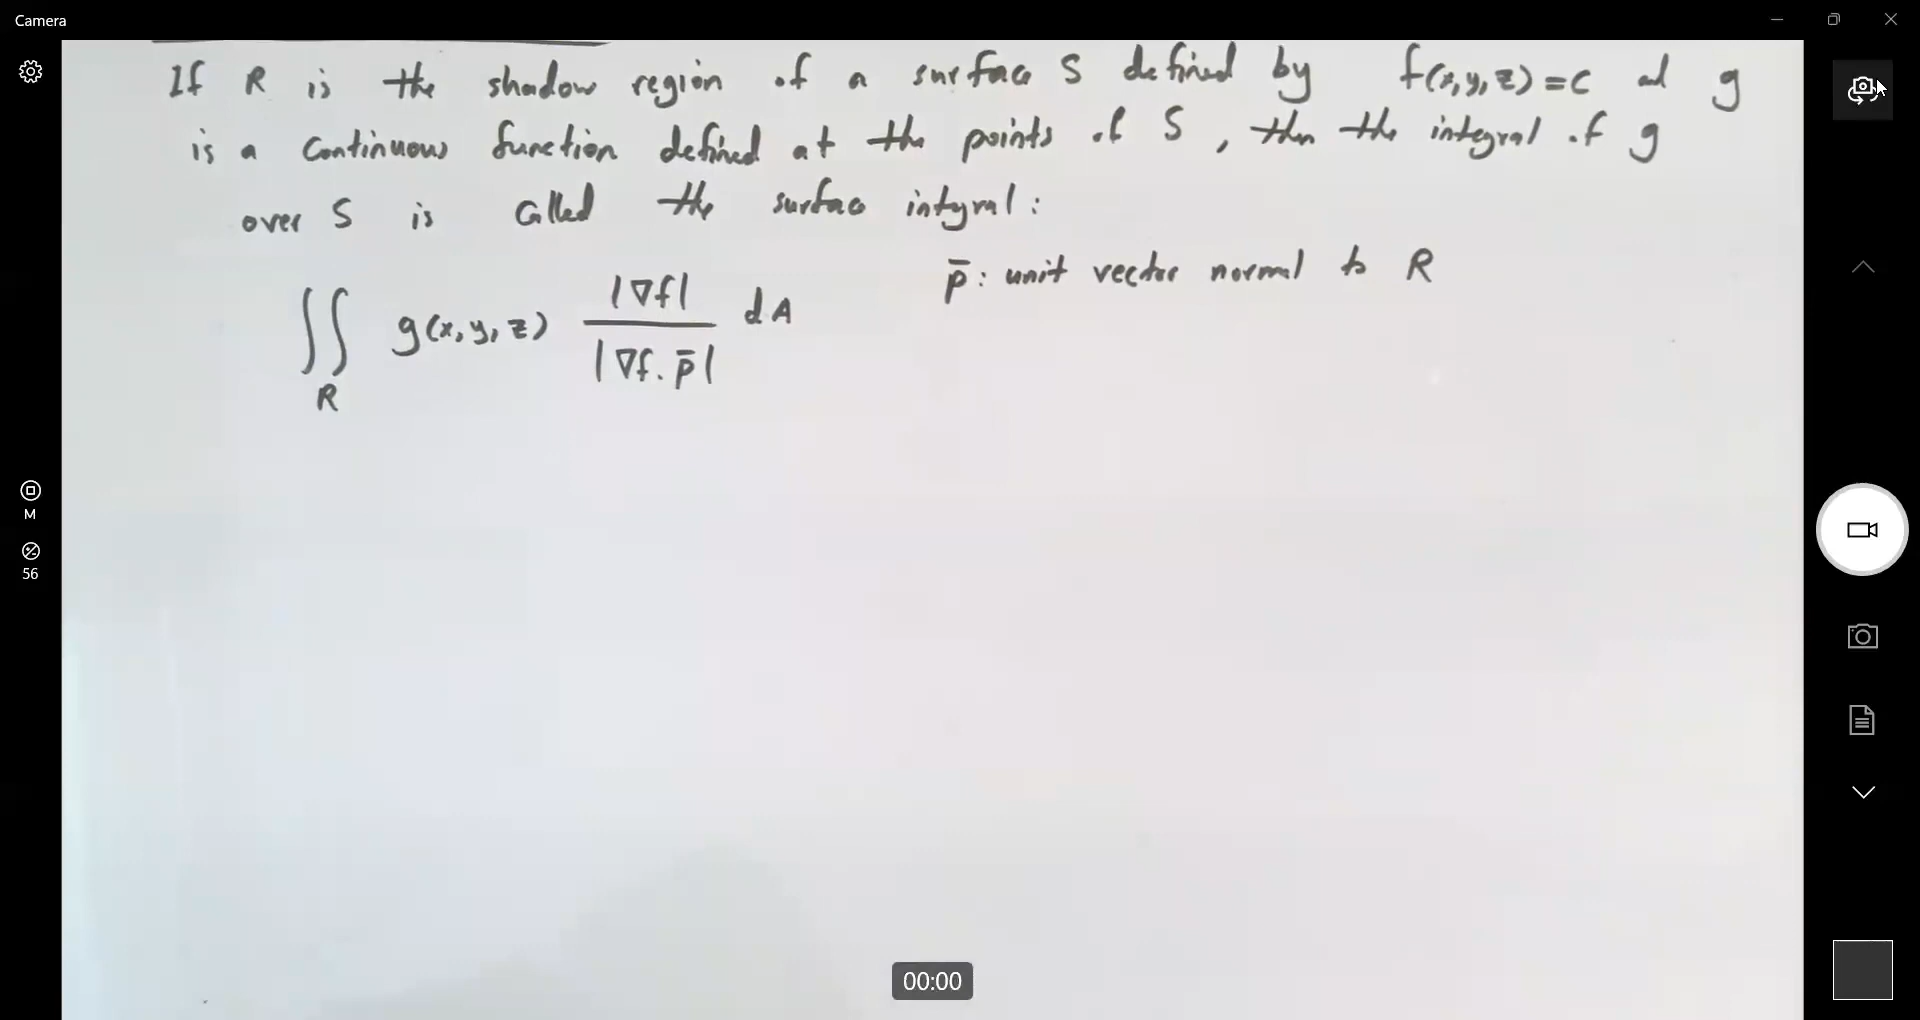 Camera
If R is the shadow region of a surface S defined by f(x,y,z)=c and g
is a continuous function defined at the points of S, then the integral of g
over S is called the surface integral:
p̄: unit vector normal to R
∬_R g(x,y,z) |∇f| / |∇f.p̄| dA
M
56
00:00